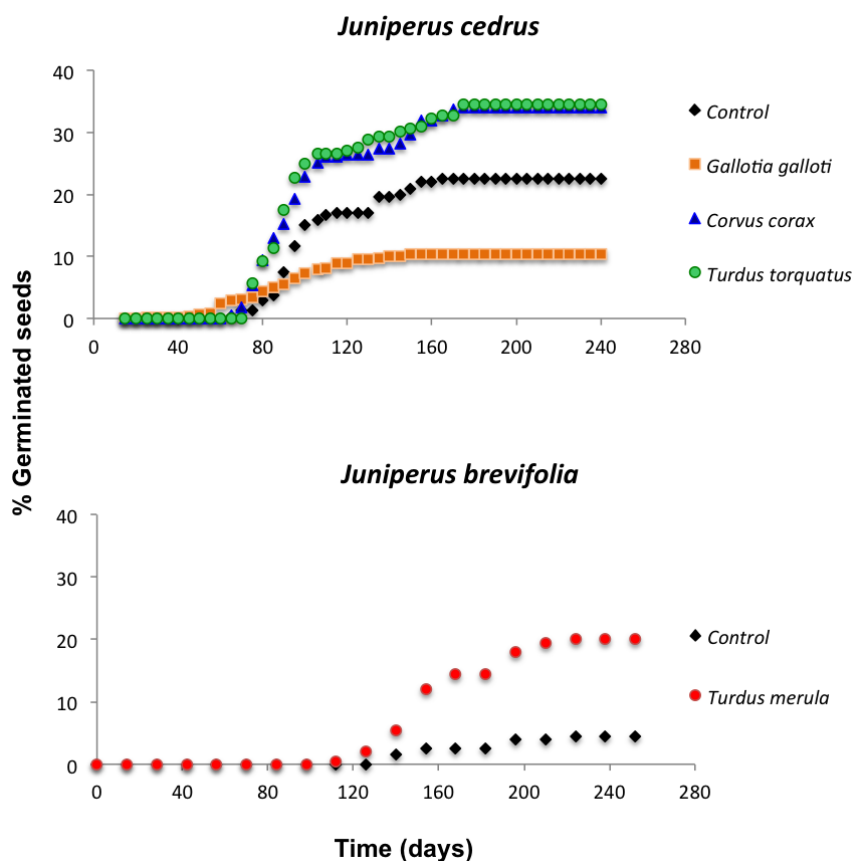 Juniperus cedrus
40
30
20
10
0
0 40 80 120 160 200 240 280
Control
Gallotia galloti
Corvus corax
Turdus torquatus
% Germinated seeds
Juniperus brevifolia
40
30
20
10
0
0 40 80 120 160 200 240 280
Control
Turdus merula
Time (days)